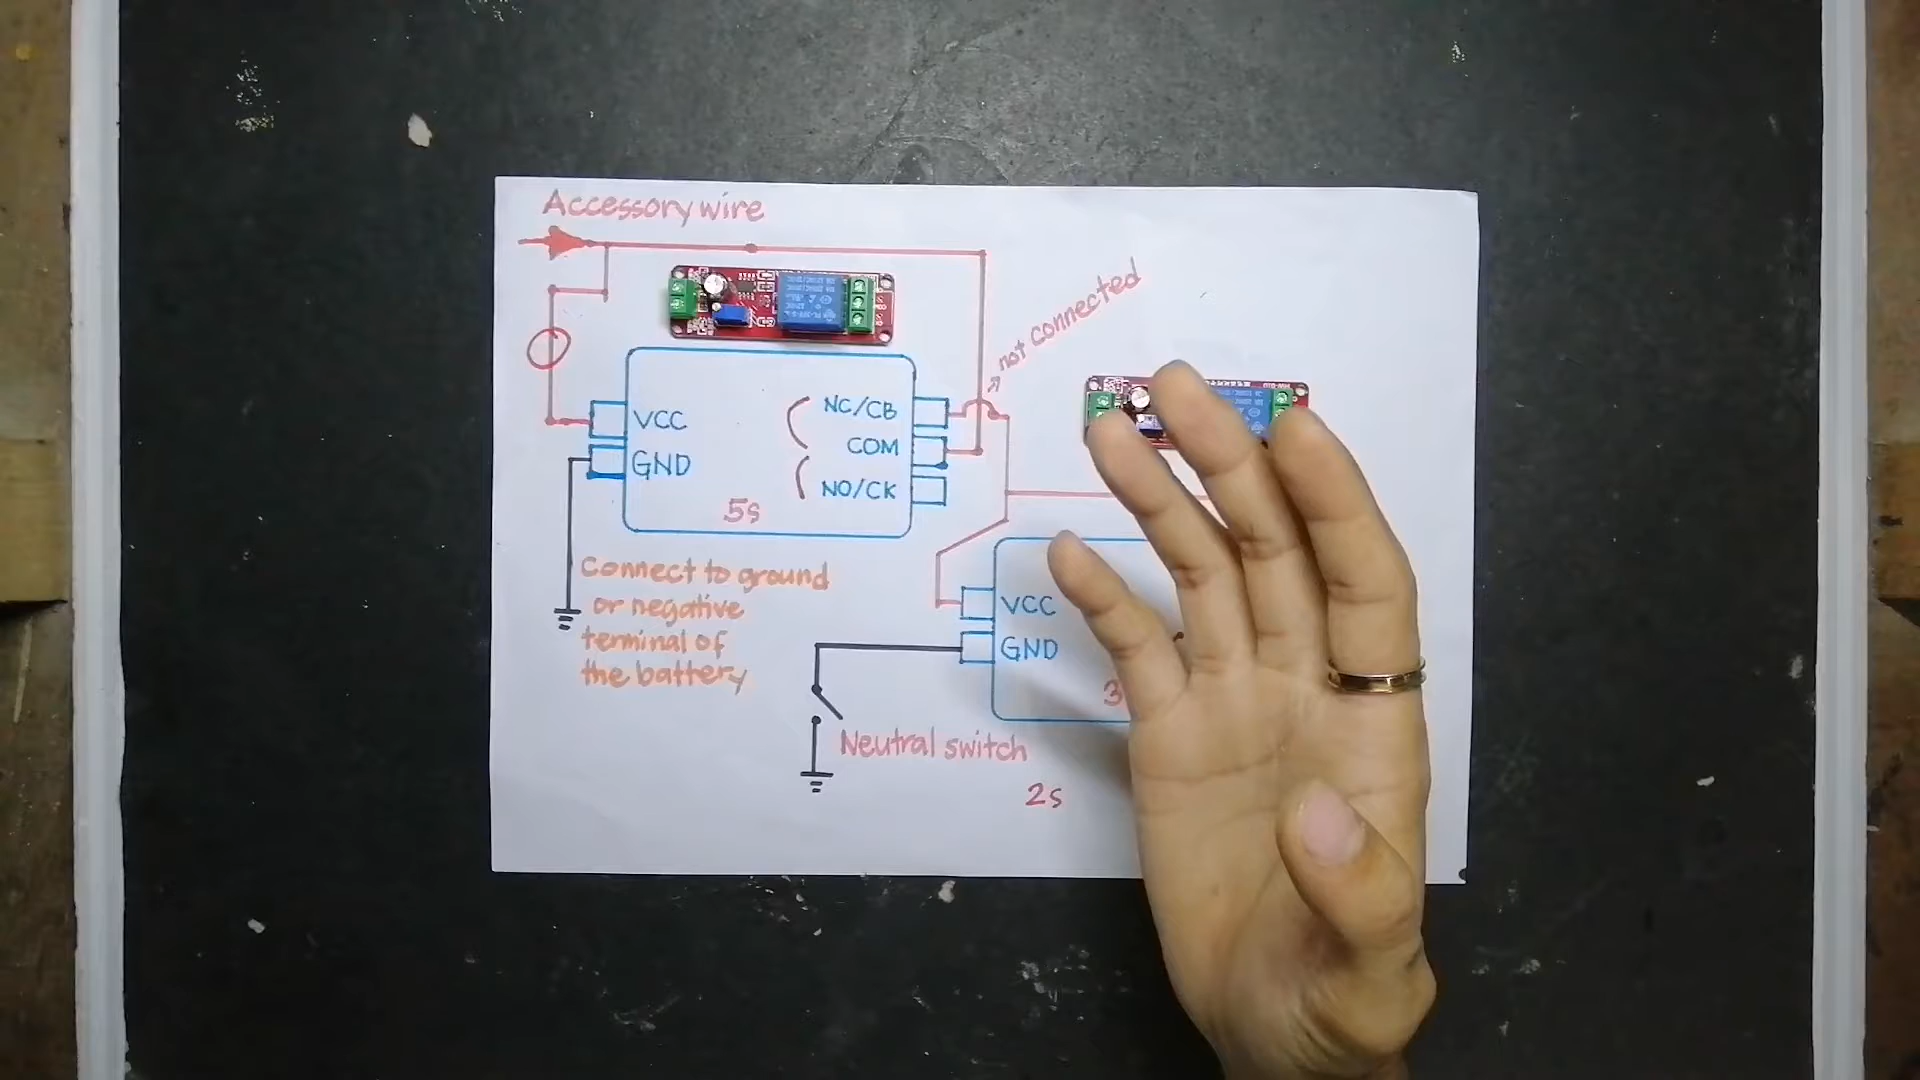 Accessory wire
not connected
VCC
GND
NC/CB
COM
NO/CK
5s
Connect to ground
or negative
terminal of
the battery
VCC
GND
3
Neutral switch
2s